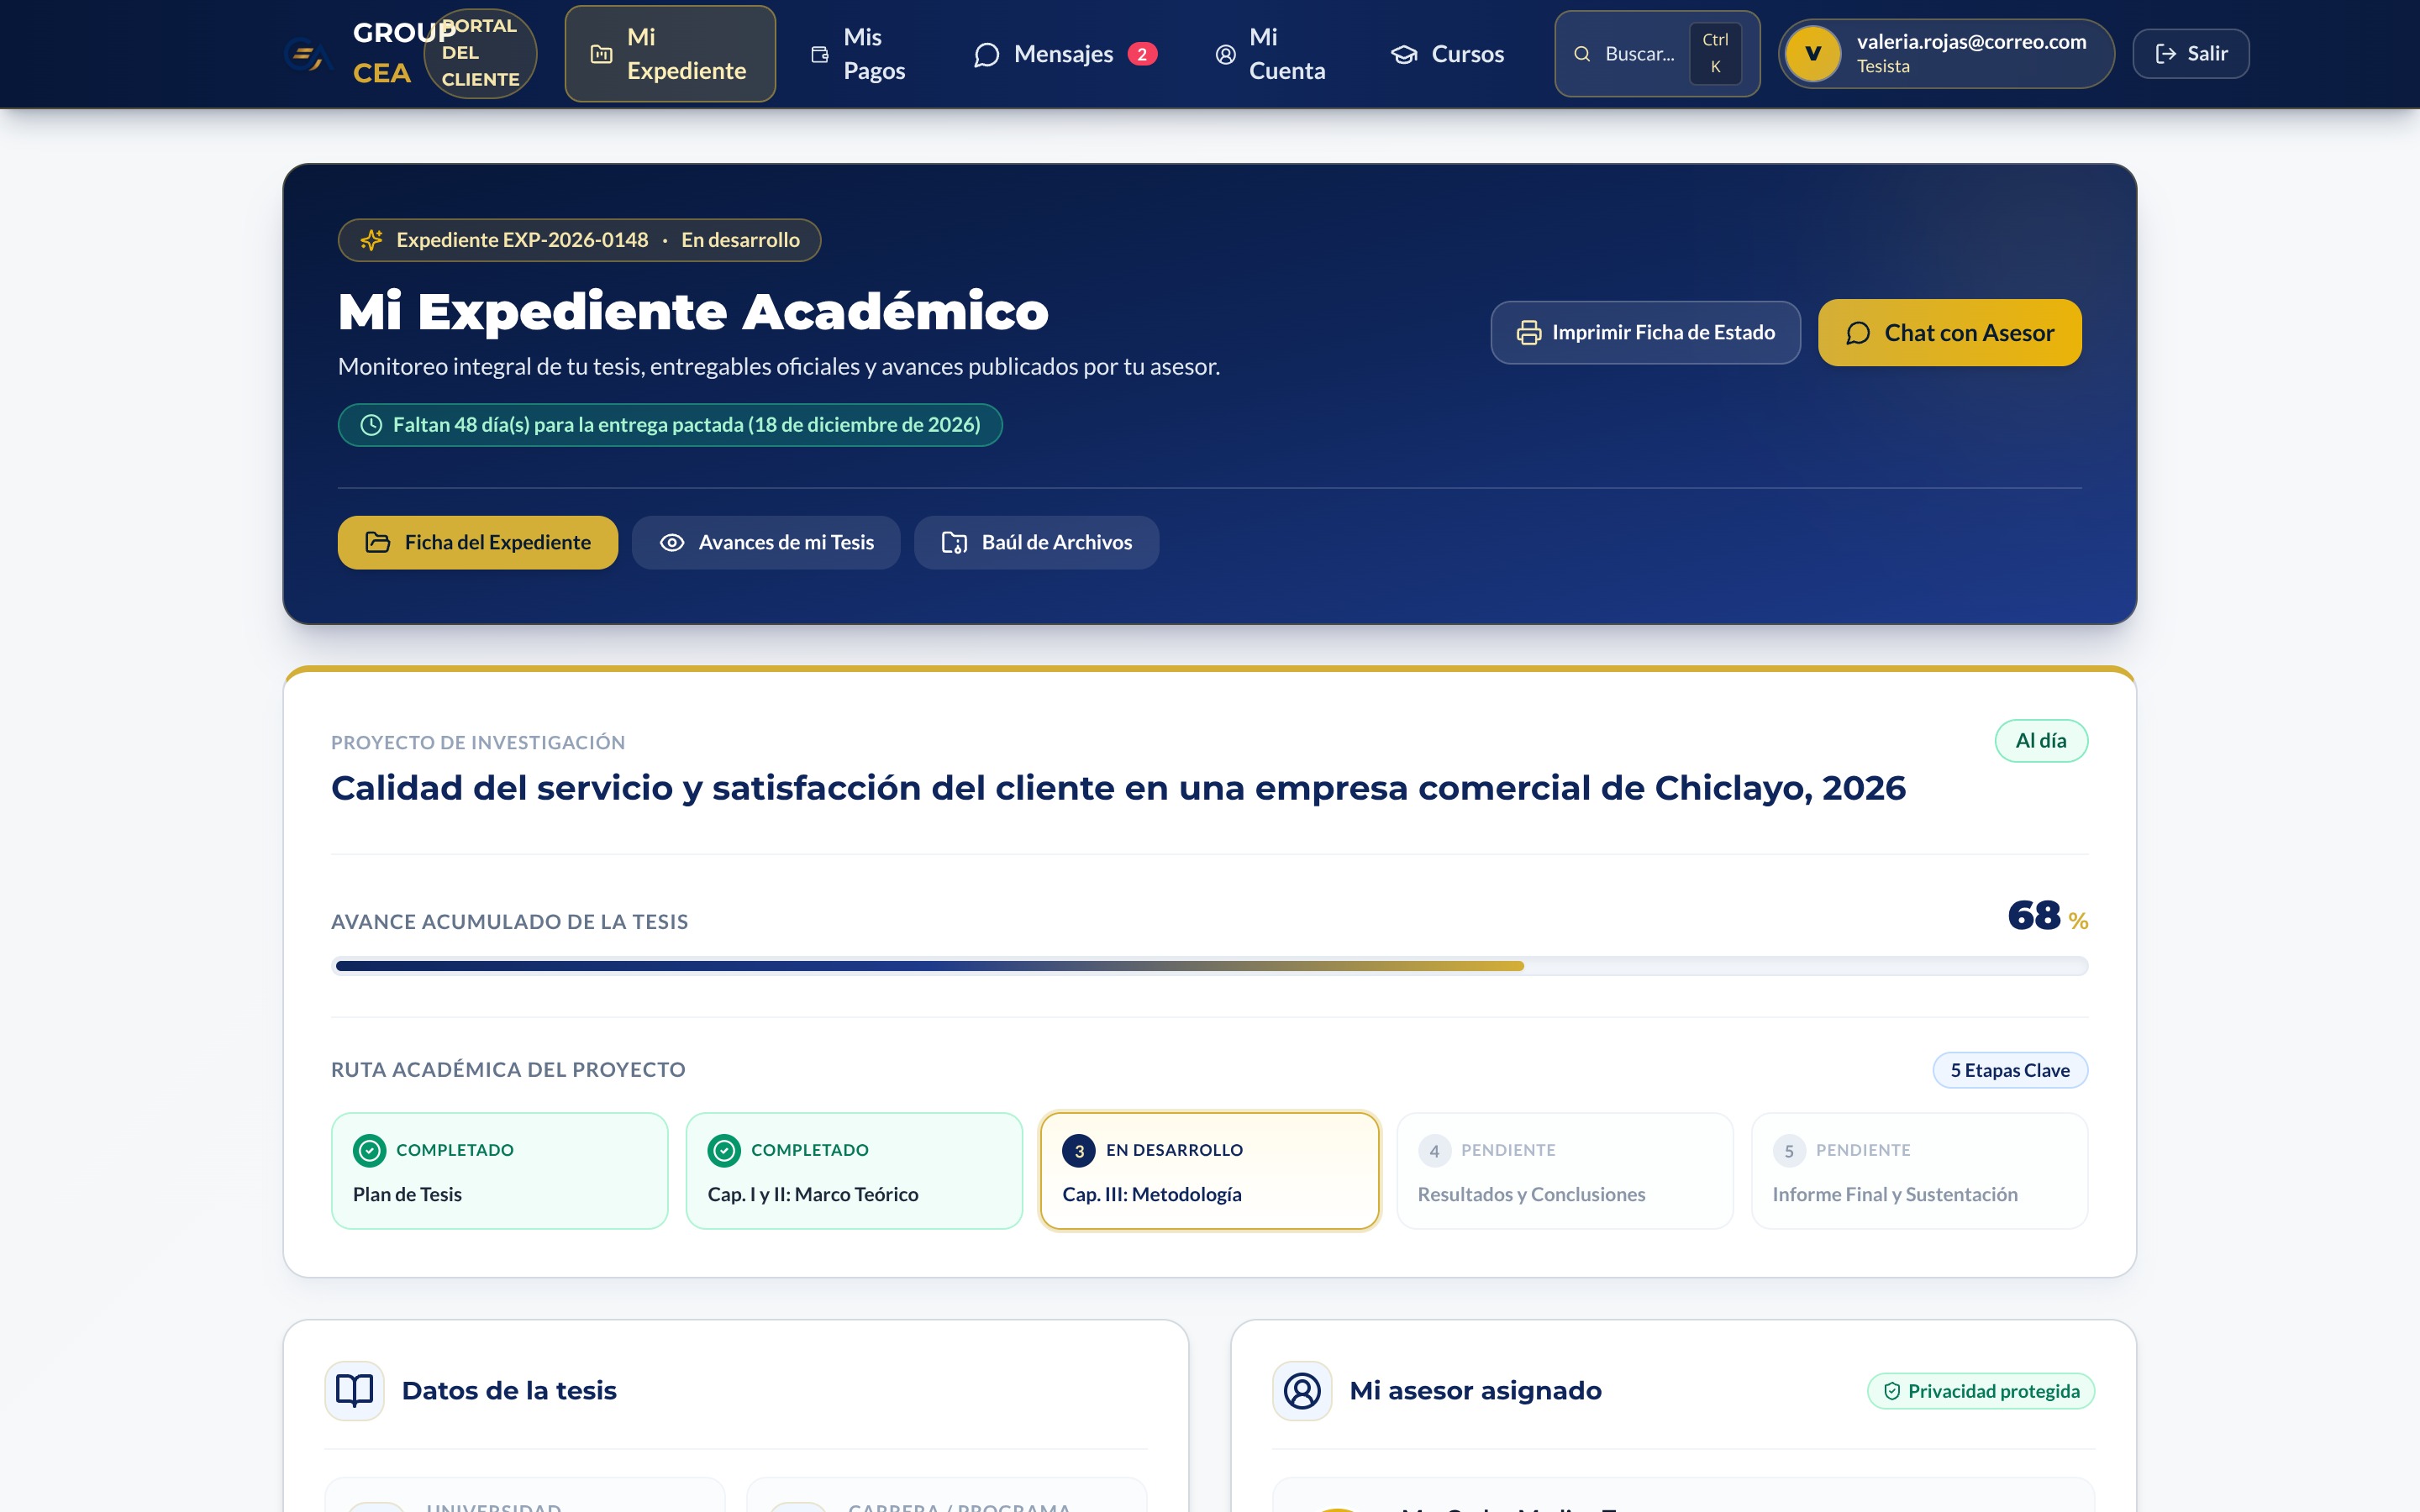 GROUP
CEA
PORTAL
DEL
CLIENTE
Mi
Expediente
Mis
Pagos
Mensajes 2
Mi
Cuenta
Cursos
Buscar...
Ctrl
K
V
valeria.rojas@correo.com
Tesista
Salir
Expediente EXP-2026-0148 · En desarrollo
Mi Expediente Académico
Monitoreo integral de tu tesis, entregables oficiales y avances publicados por tu asesor.
Imprimir Ficha de Estado
Chat con Asesor
Faltan 48 día(s) para la entrega pactada (18 de diciembre de 2026)
Ficha del Expediente
Avances de mi Tesis
Baúl de Archivos
PROYECTO DE INVESTIGACIÓN
Al día
Calidad del servicio y satisfacción del cliente en una empresa comercial de Chiclayo, 2026
AVANCE ACUMULADO DE LA TESIS
68 %
RUTA ACADÉMICA DEL PROYECTO
5 Etapas Clave
COMPLETADO
Plan de Tesis
COMPLETADO
Cap. I y II: Marco Teórico
3 EN DESARROLLO
Cap. III: Metodología
4 PENDIENTE
Resultados y Conclusiones
5 PENDIENTE
Informe Final y Sustentación
Datos de la tesis
Mi asesor asignado
Privacidad protegida
UNIVERSIDAD
CARRERA / PROGRAMA